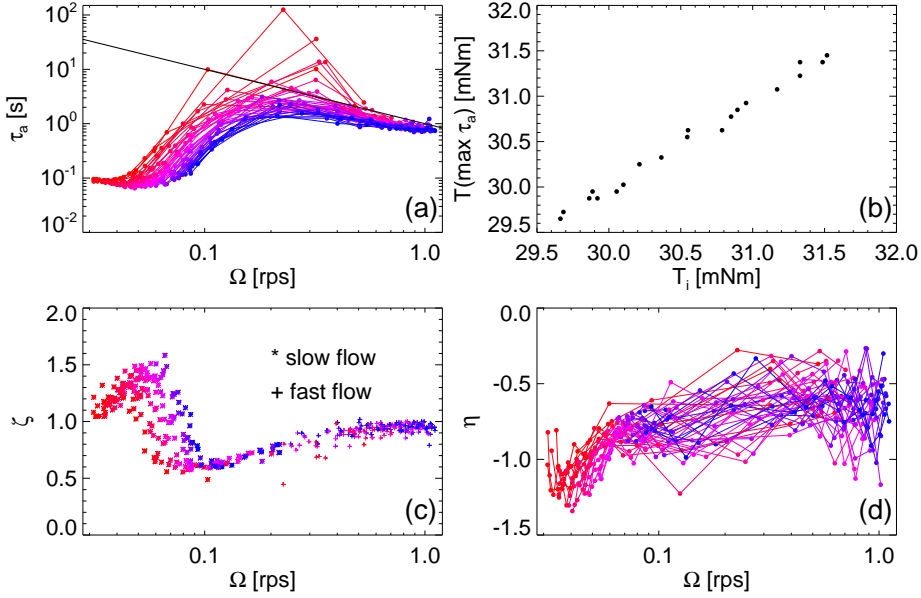 τa [s]
10²
10¹
10⁰
10⁻¹
10⁻²
0.1
1.0
Ω [rps]
(a)
T(max τa) [mNm]
32.0
31.5
31.0
30.5
30.0
29.5
29.5
30.0
30.5
31.0
31.5
32.0
Ti [mNm]
(b)
ζ
2.0
1.5
1.0
0.5
0.0
* slow flow
+ fast flow
0.1
1.0
Ω [rps]
(c)
η
0.0
-0.5
-1.0
-1.5
0.1
1.0
Ω [rps]
(d)